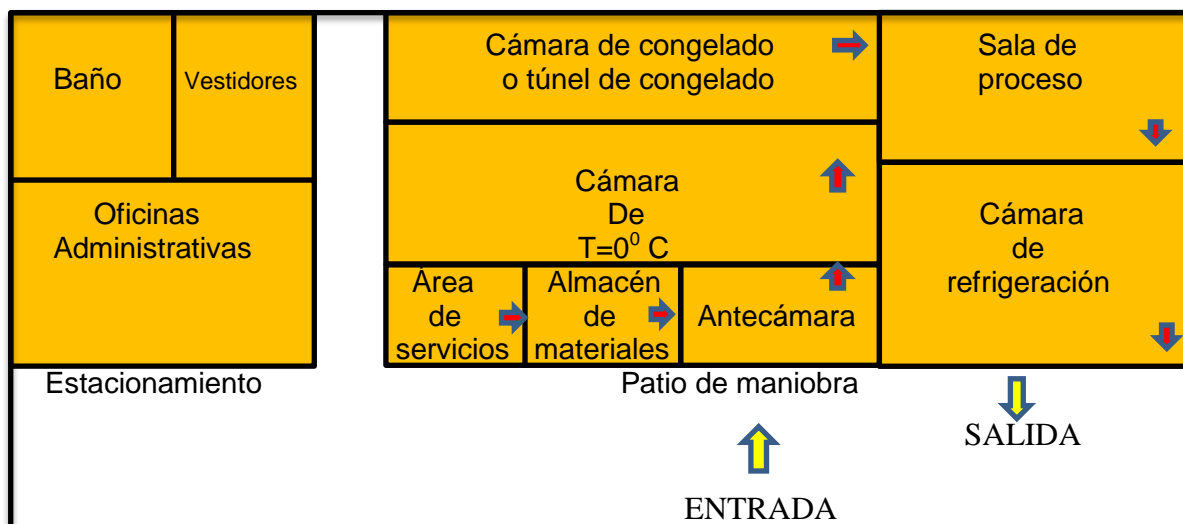 Baño
Vestidores
Oficinas
Administrativas
Estacionamiento
Cámara de congelado
o túnel de congelado
Cámara
De
T=0⁰ C
Área
de
servicios
Almacén
de
materiales
Antecámara
Sala de
proceso
Cámara
de
refrigeración
Patio de maniobra
ENTRADA
SALIDA